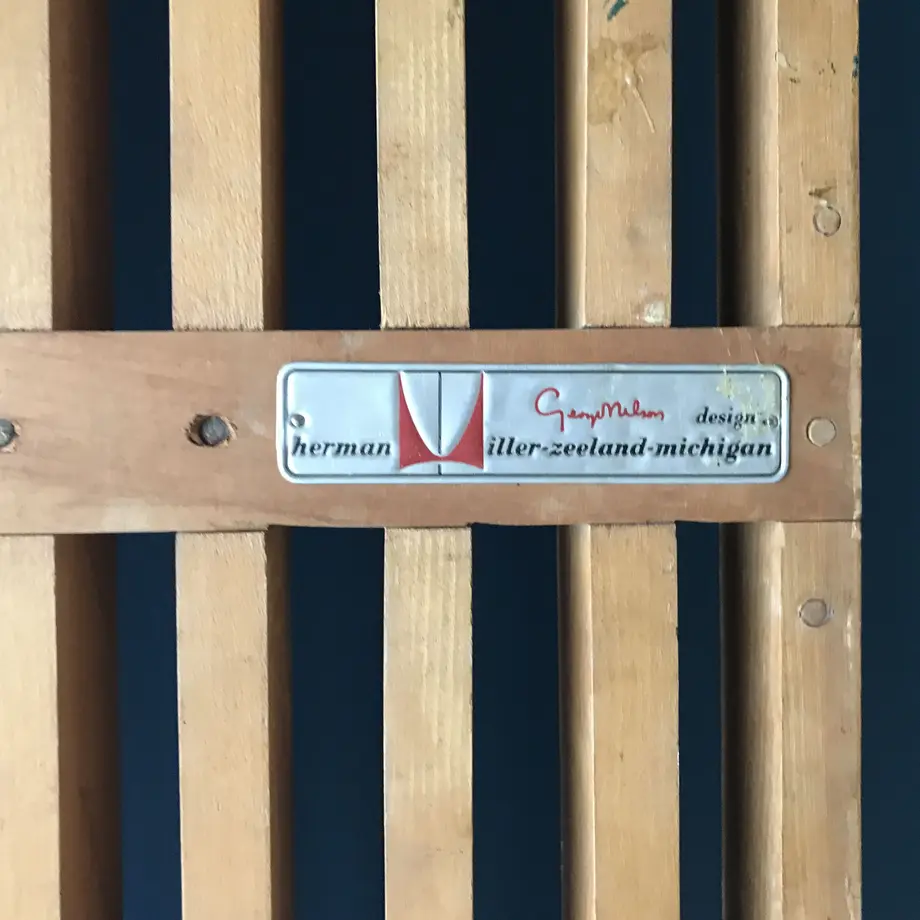 George Nelson design
herman miller-zeeland-michigan